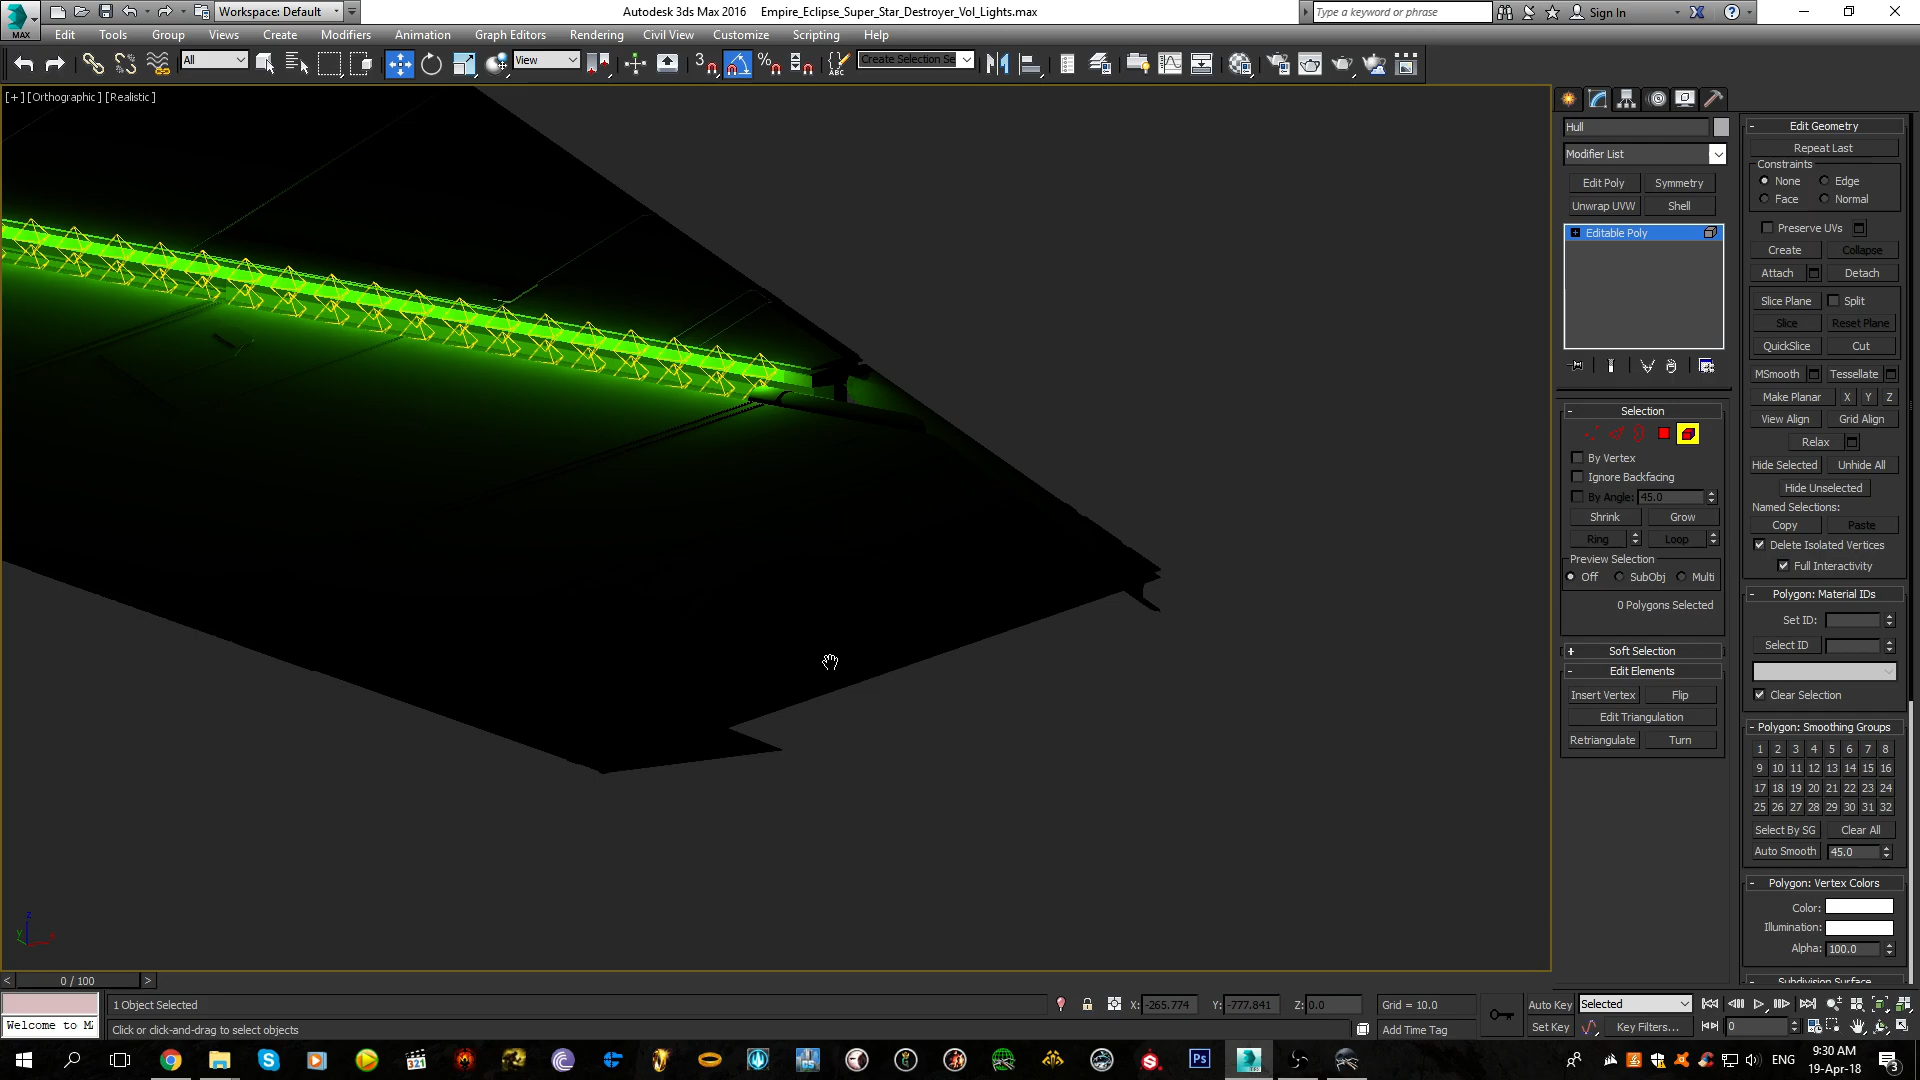 Workspace: Default
Autodesk 3ds Max 2016    Empire_Eclipse_Super_Star_Destroyer_Vol_Lights.max
Type a keyword or phrase
Sign In
MAX
Edit Tools Group Views Create Modifiers Animation Graph Editors Rendering Civil View Customize Scripting Help
All
View
3
%
ABC
Create Selection Se
[+] [Orthographic] [Realistic]
Hull
Modifier List
Edit Poly Symmetry
Unwrap UVW Shell
Editable Poly
Selection
By Vertex
Ignore Backfacing
By Angle: 45.0
Shrink Grow
Ring Loop
Preview Selection
Off SubObj Multi
0 Polygons Selected
Soft Selection
Edit Elements
Insert Vertex Flip
Edit Triangulation
Retriangulate Turn
Edit Geometry
Repeat Last
Constraints
None Edge
Face Normal
Preserve UVs
Create Collapse
Attach Detach
Slice Plane Split
Slice Reset Plane
QuickSlice Cut
MSmooth Tessellate
Make Planar X Y Z
View Align Grid Align
Relax
Hide Selected Unhide All
Hide Unselected
Named Selections:
Copy Paste
Delete Isolated Vertices
Full Interactivity
Polygon: Material IDs
Set ID:
Select ID
Clear Selection
Polygon: Smoothing Groups
1 2 3 4 5 6 7 8
9 10 11 12 13 14 15 16
17 18 19 20 21 22 23 24
25 26 27 28 29 30 31 32
Select By SG Clear All
Auto Smooth 45.0
Polygon: Vertex Colors
Color:
Illumination:
Alpha: 100.0
Subdivision Surface
z
y
x
< 0 / 100 >
1 Object Selected
X: -265.774 Y: -777.841 Z: 0.0
Grid = 10.0
Auto Key Selected
Welcome to M
Click or click-and-drag to select objects
Add Time Tag
Set Key Key Filters... 0
321
Ps
ENG
9:30 AM
19-Apr-18
3